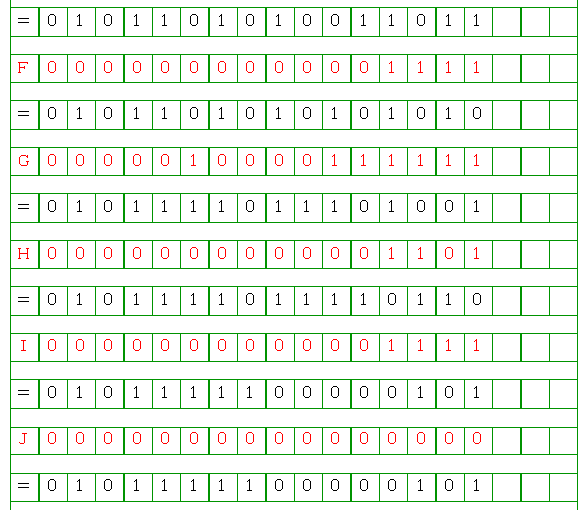 = 0 1 0 1 1 0 1 0 1 0 0 1 1 0 1 1
F 0 0 0 0 0 0 0 0 0 0 0 0 1 1 1 1
= 0 1 0 1 1 0 1 0 1 0 1 0 1 0 1 0
G 0 0 0 0 0 1 0 0 0 0 1 1 1 1 1 1
= 0 1 0 1 1 1 1 0 1 1 1 0 1 0 0 1
H 0 0 0 0 0 0 0 0 0 0 0 0 1 1 0 1
= 0 1 0 1 1 1 1 0 1 1 1 1 0 1 1 0
I 0 0 0 0 0 0 0 0 0 0 0 0 1 1 1 1
= 0 1 0 1 1 1 1 1 0 0 0 0 0 1 0 1
J 0 0 0 0 0 0 0 0 0 0 0 0 0 0 0 0
= 0 1 0 1 1 1 1 1 0 0 0 0 0 1 0 1